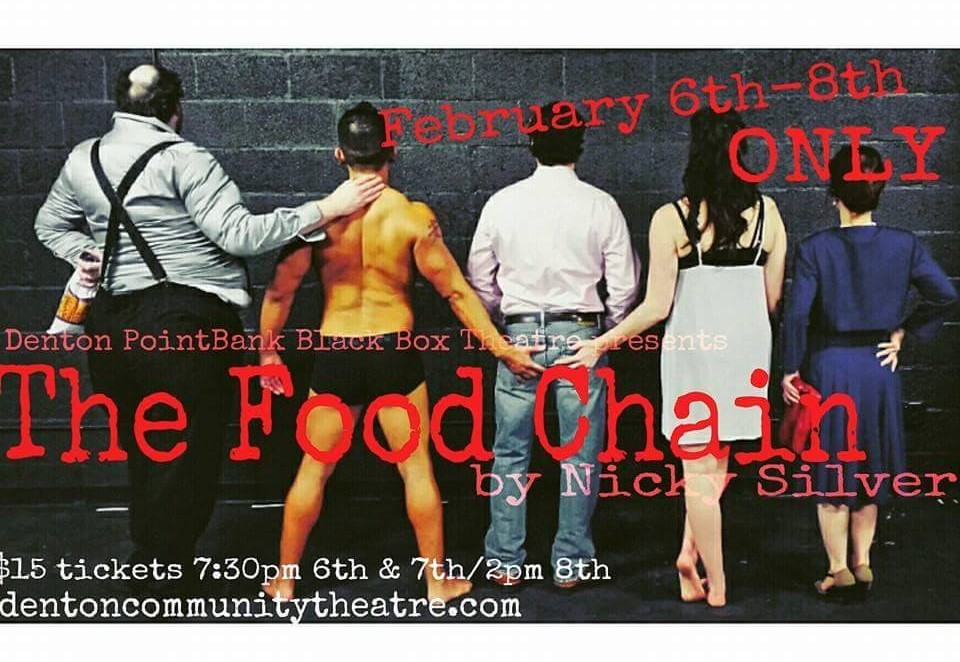 February 6th-8th
ONLY
Denton PointBank Black Box Theatre presents
The Food Chain
by Nicky Silver
$15 tickets 7:30pm 6th & 7th/2pm 8th
dentoncommunitytheatre.com